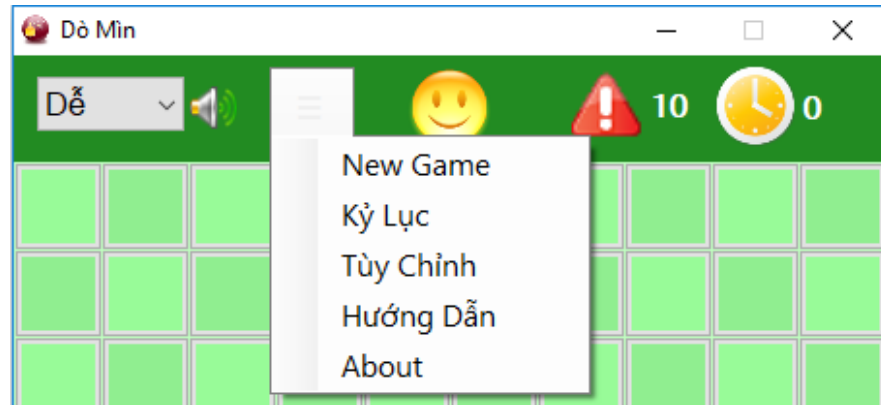 Dò Mìn
Dễ
10
0
New Game
Kỷ Lục
Tùy Chỉnh
Hướng Dẫn
About